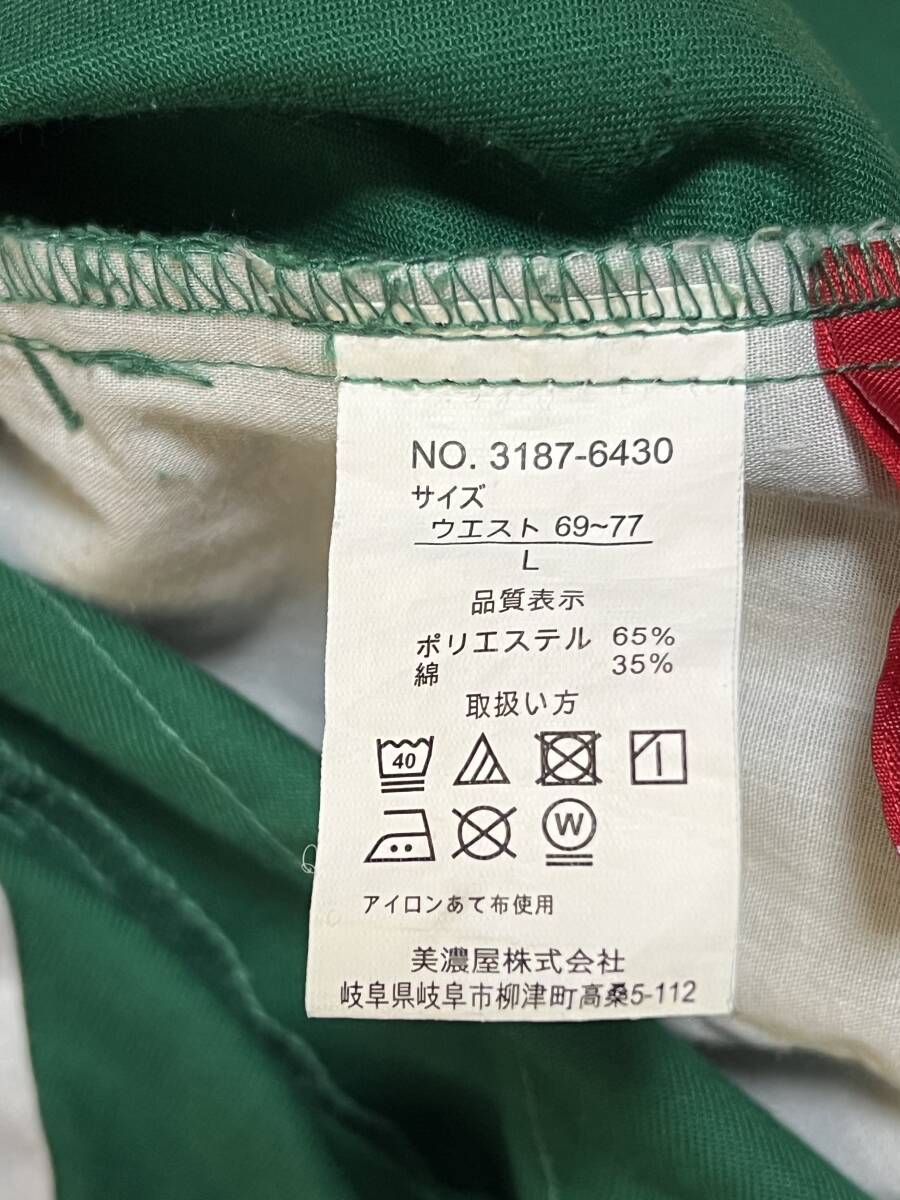 NO. 3187-6430
サイズ
ウエスト 69~77
L
品質表示
ポリエステル 65%
綿 35%
取扱い方
40
W
アイロンあて布使用
美濃屋株式会社
岐阜県岐阜市柳津町高桑5-112